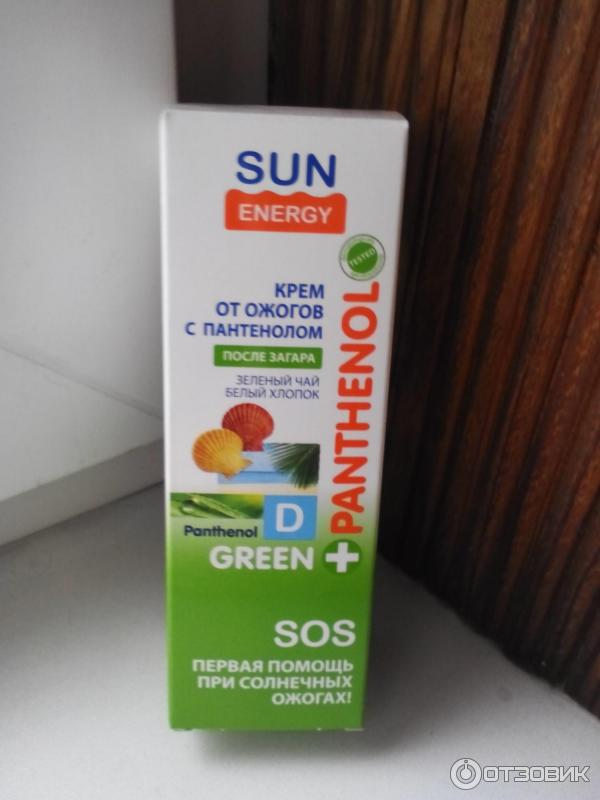 SUN
ENERGY
TESTED
КРЕМ
ОТ ОЖОГОВ
С ПАНТЕНОЛОМ
ПОСЛЕ ЗАГАРА
ЗЕЛЕНЫЙ ЧАЙ
БЕЛЫЙ ХЛОПОК
PANTHENOL
Panthenol D
GREEN +
SOS
ПЕРВАЯ ПОМОЩЬ
ПРИ СОЛНЕЧНЫХ
ОЖОГАХ!
ОТЗОВИК